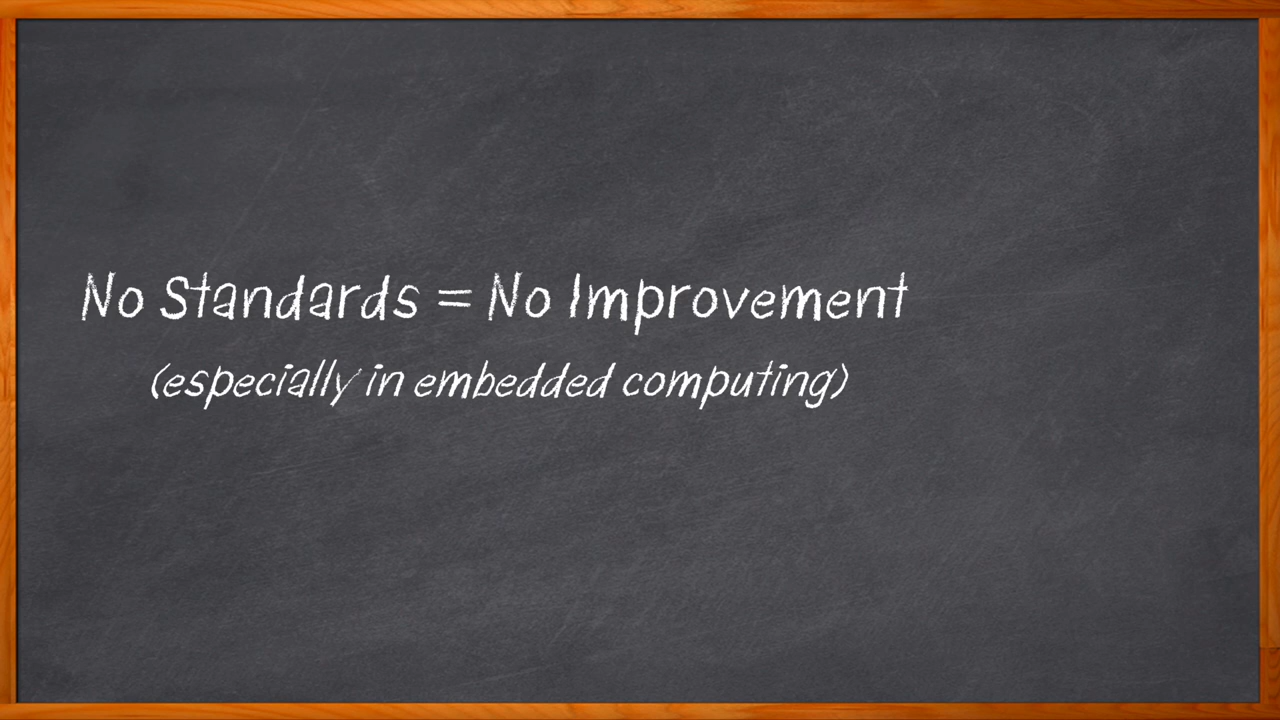 No Standards = No Improvement
(especially in embedded computing)